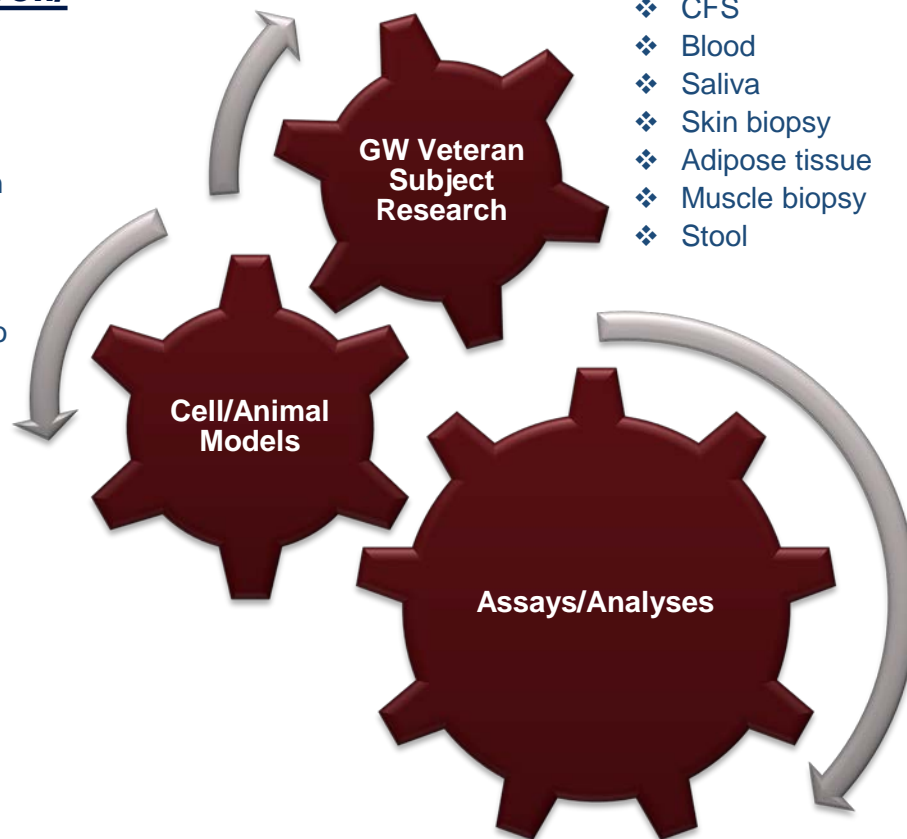 CFS
Blood
Saliva
Skin biopsy
Adipose tissue
Muscle biopsy
Stool
GW Veteran
Subject
Research
Cell/Animal
Models
Assays/Analyses